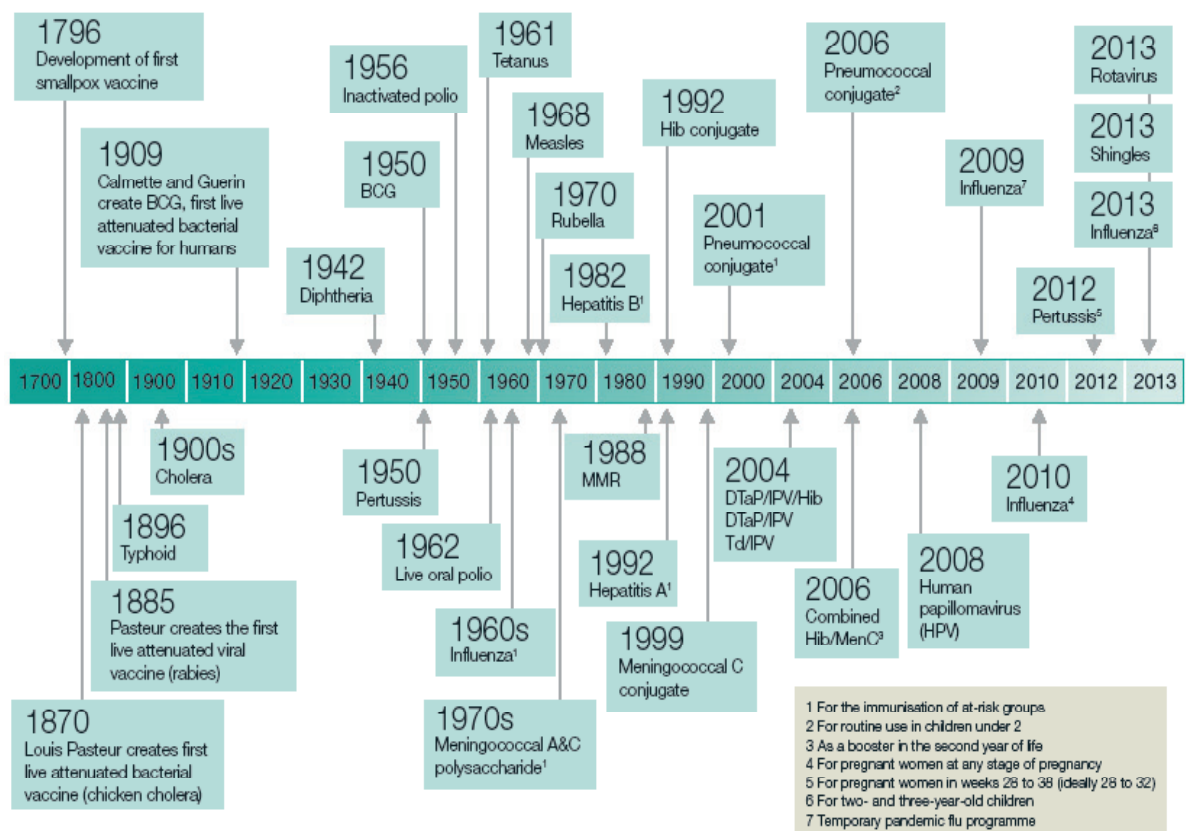 1796
Development of first
smallpox vaccine
1909
Calmette and Guerin
create BCG, first live
attenuated bacterial
vaccine for humans
1942
Diphtheria
1956
Inactivated polio
1950
BCG
1961
Tetanus
1968
Measles
1970
Rubella
1982
Hepatitis B¹
1992
Hib conjugate
2001
Pneumococcal
conjugate¹
2006
Pneumococcal
conjugate²
2009
Influenza⁷
2013
Rotavirus
2013
Shingles
2013
Influenza⁶
2012
Pertussis⁵
1700 1800 1900 1910 1920 1930 1940 1950 1960 1970 1980 1990 2000 2004 2006 2008 2009 2010 2012 2013
1900s
Cholera
1896
Typhoid
1885
Pasteur creates the first
live attenuated viral
vaccine (rabies)
1870
Louis Pasteur creates first
live attenuated bacterial
vaccine (chicken cholera)
1950
Pertussis
1962
Live oral polio
1960s
Influenza¹
1970s
Meningococcal A&C
polysaccharide¹
1988
MMR
1992
Hepatitis A¹
1999
Meningococcal C
conjugate
2004
DTaP/IPV/Hib
DTaP/IPV
Td/IPV
2006
Combined
Hib/MenC³
2008
Human
papillomavirus
(HPV)
2010
Influenza⁴
1 For the immunisation of at-risk groups
2 For routine use in children under 2
3 As a booster in the second year of life
4 For pregnant women at any stage of pregnancy
5 For pregnant women in weeks 28 to 38 (ideally 28 to 32)
6 For two- and three-year-old children
7 Temporary pandemic flu programme